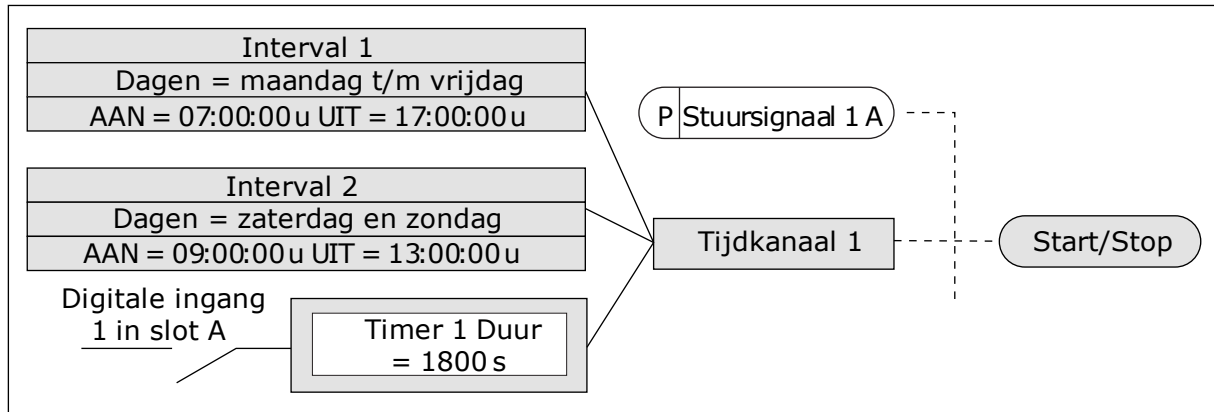 Interval 1
Dagen = maandag t/m vrijdag
AAN = 07:00:00u UIT = 17:00:00u
Interval 2
Dagen = zaterdag en zondag
AAN = 09:00:00u UIT = 13:00:00u
Digitale ingang
1 in slot A
Timer 1 Duur
= 1800 s
P Stuursignaal 1 A
Tijdkanaal 1
Start/Stop